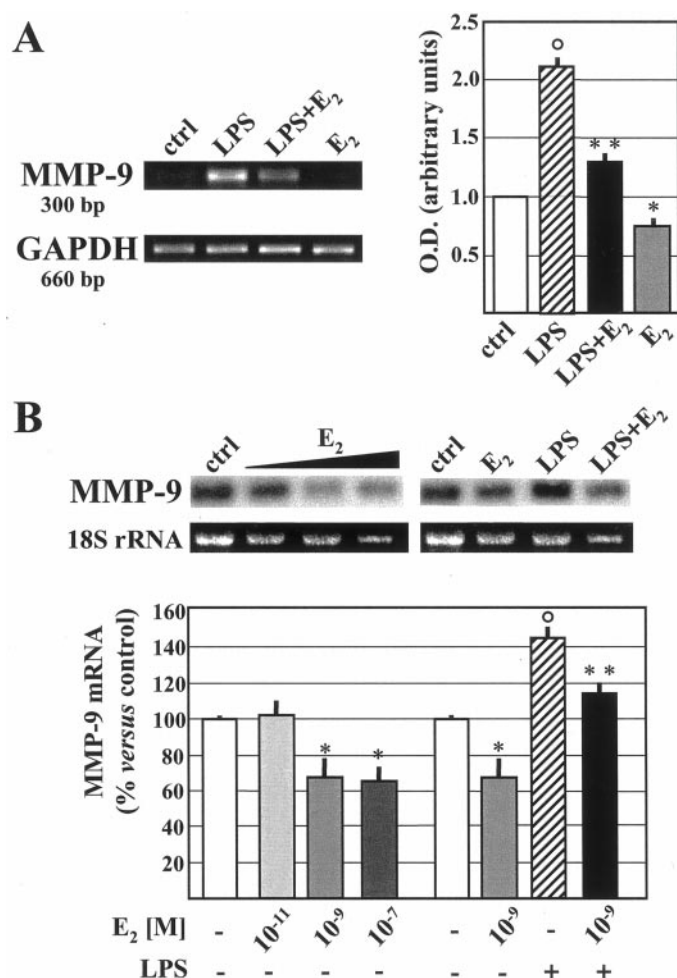 A
ctrl LPS LPS+E₂ E₂
MMP-9
300 bp
GAPDH
660 bp
O.D. (arbitrary units)
2.5
2.0
1.5
1.0
0.5
° ** *
ctrl LPS LPS+E₂ E₂
B
ctrl E₂ ctrl E₂ LPS LPS+E₂
MMP-9
18S rRNA
MMP-9 mRNA
(% versus control)
160
140
120
100
80
60
40
20
* * * ° **
E₂ [M] - 10⁻¹¹ 10⁻⁹ 10⁻⁷ - 10⁻⁹ - 10⁻⁹
LPS - - - - - - + +